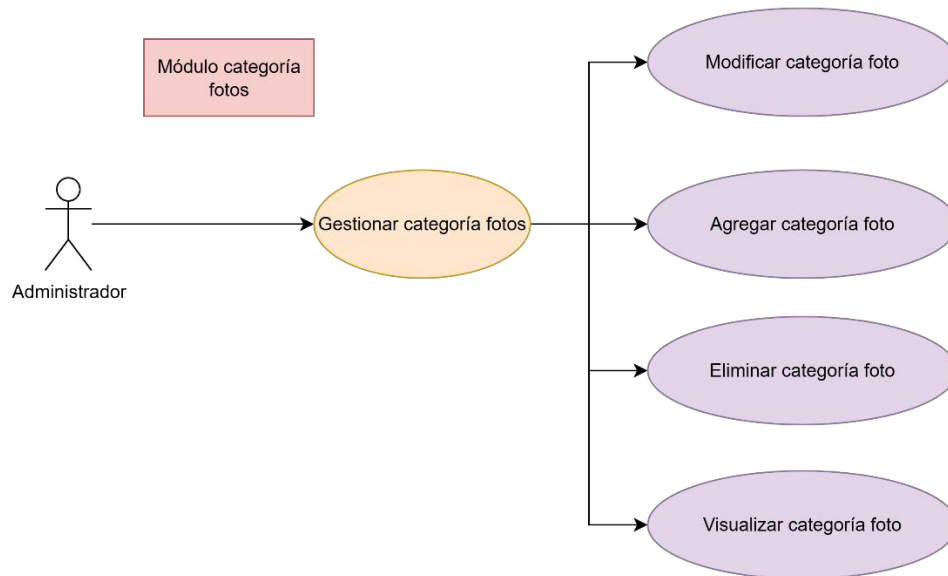 Módulo categoría
fotos
Modificar categoría foto
Gestionar categoría fotos
Agregar categoría foto
Administrador
Eliminar categoría foto
Visualizar categoría foto